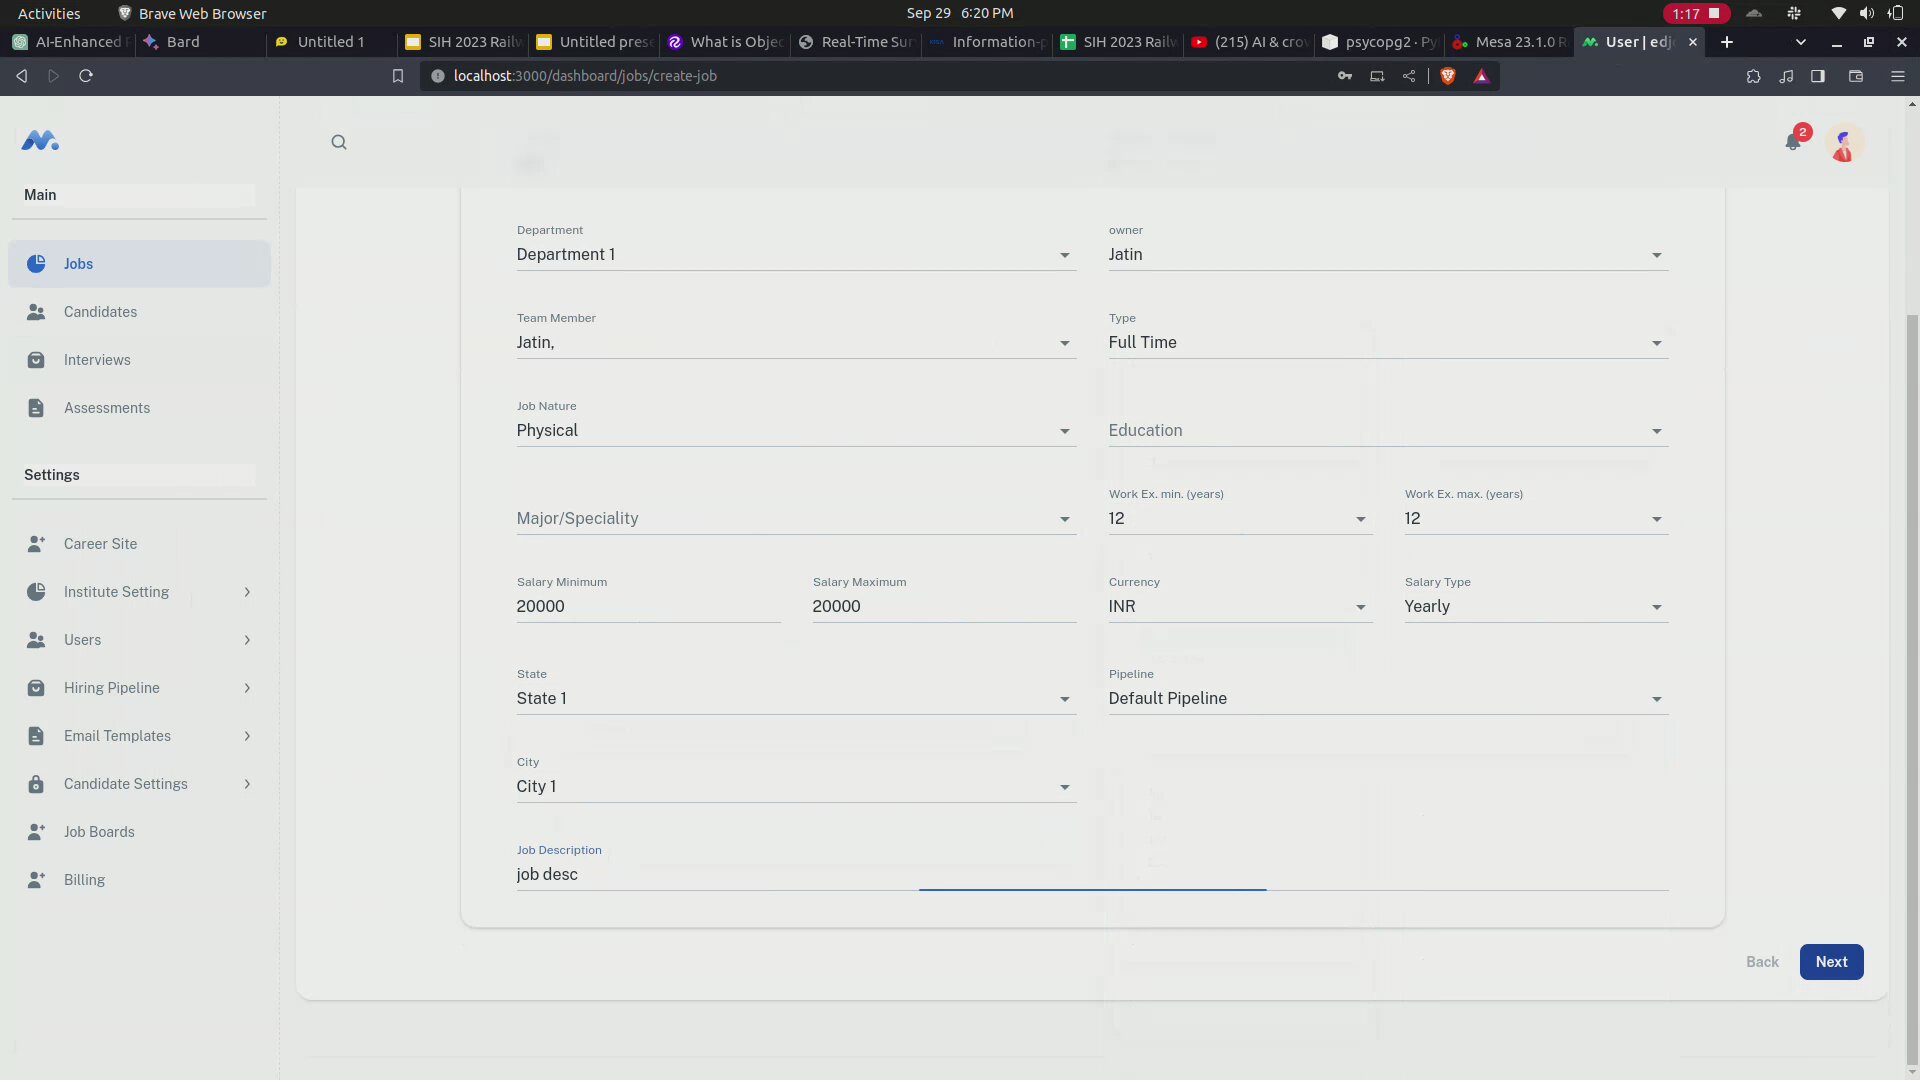 Activities Brave Web Browser Sep 29 6:20 PM 1:17
AI-Enhanced Bard Untitled 1 SIH 2023 Railw Untitled prese What is Objec Real-Time Sur Information-p SIH 2023 Railw (215) AI & crow psycopg2 · Py Mesa 23.1.0 R User | edj
localhost:3000/dashboard/jobs/create-job
2
Main
Jobs
Candidates
Interviews
Assessments
Settings
Career Site
Institute Setting
Users
Hiring Pipeline
Email Templates
Candidate Settings
Job Boards
Billing
Department owner
Department 1 Jatin
Team Member Type
Jatin, Full Time
Job Nature
Physical Education
Work Ex. min. (years) Work Ex. max. (years)
Major/Speciality 12 12
Salary Minimum Salary Maximum Currency Salary Type
20000 20000 INR Yearly
State Pipeline
State 1 Default Pipeline
City
City 1
Job Description
job desc
Back Next